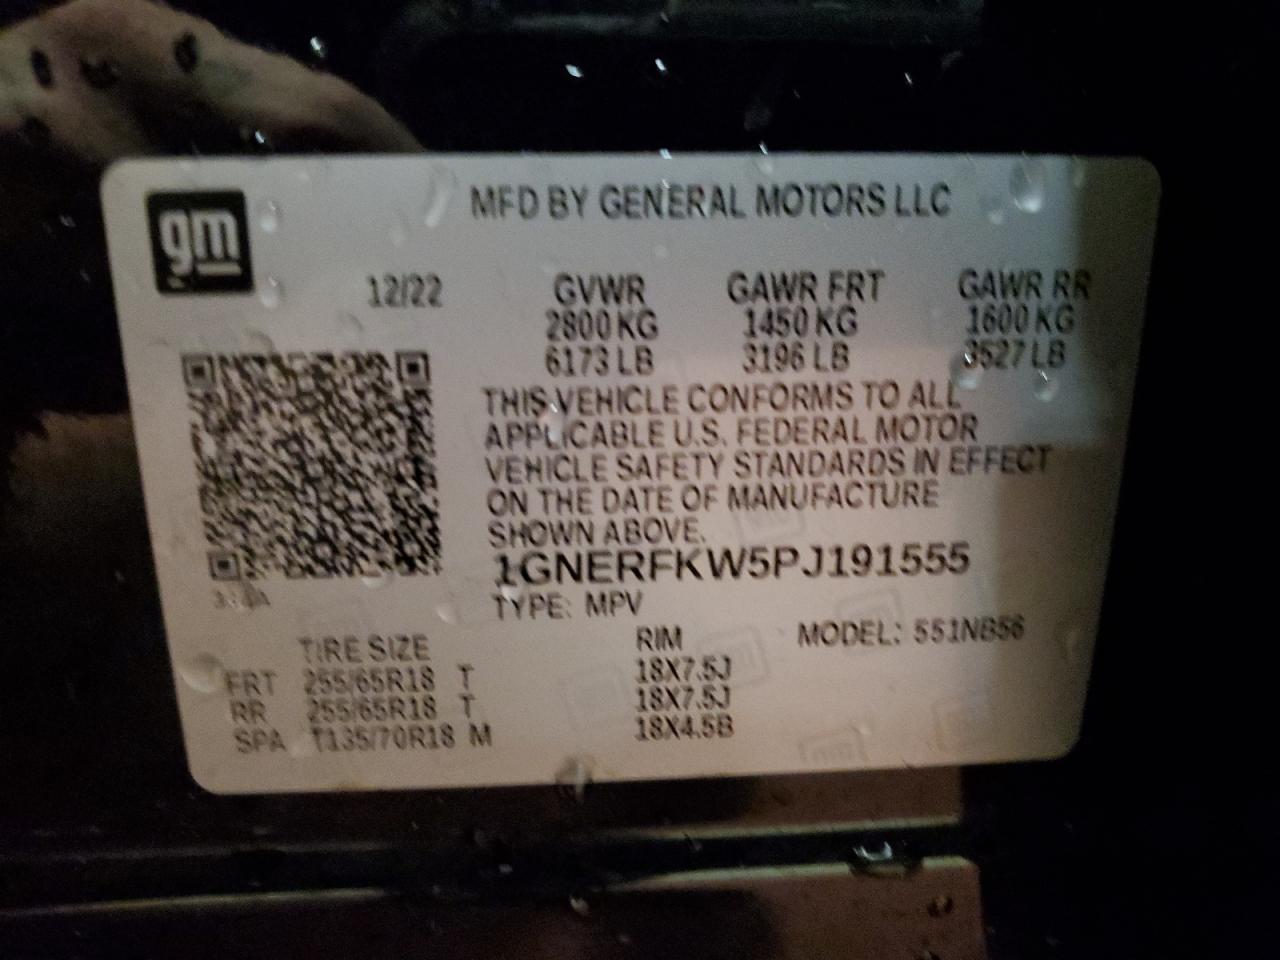 MFD BY GENERAL MOTORS LLC
gm
12/22 GVWR GAWR FRT GAWR RR
2800 KG 1450 KG 1600 KG
6173 LB 3196 LB 3527 LB
THIS VEHICLE CONFORMS TO ALL
APPLICABLE U.S. FEDERAL MOTOR
VEHICLE SAFETY STANDARDS IN EFFECT
ON THE DATE OF MANUFACTURE
SHOWN ABOVE.
1GNERFKW5PJ191555
TYPE: MPV
TIRE SIZE RIM MODEL: 551NB56
FRT 255/65R18 T 18X7.5J
RR 255/65R18 T 18X7.5J
SPA T135/70R18 M 18X4.5B